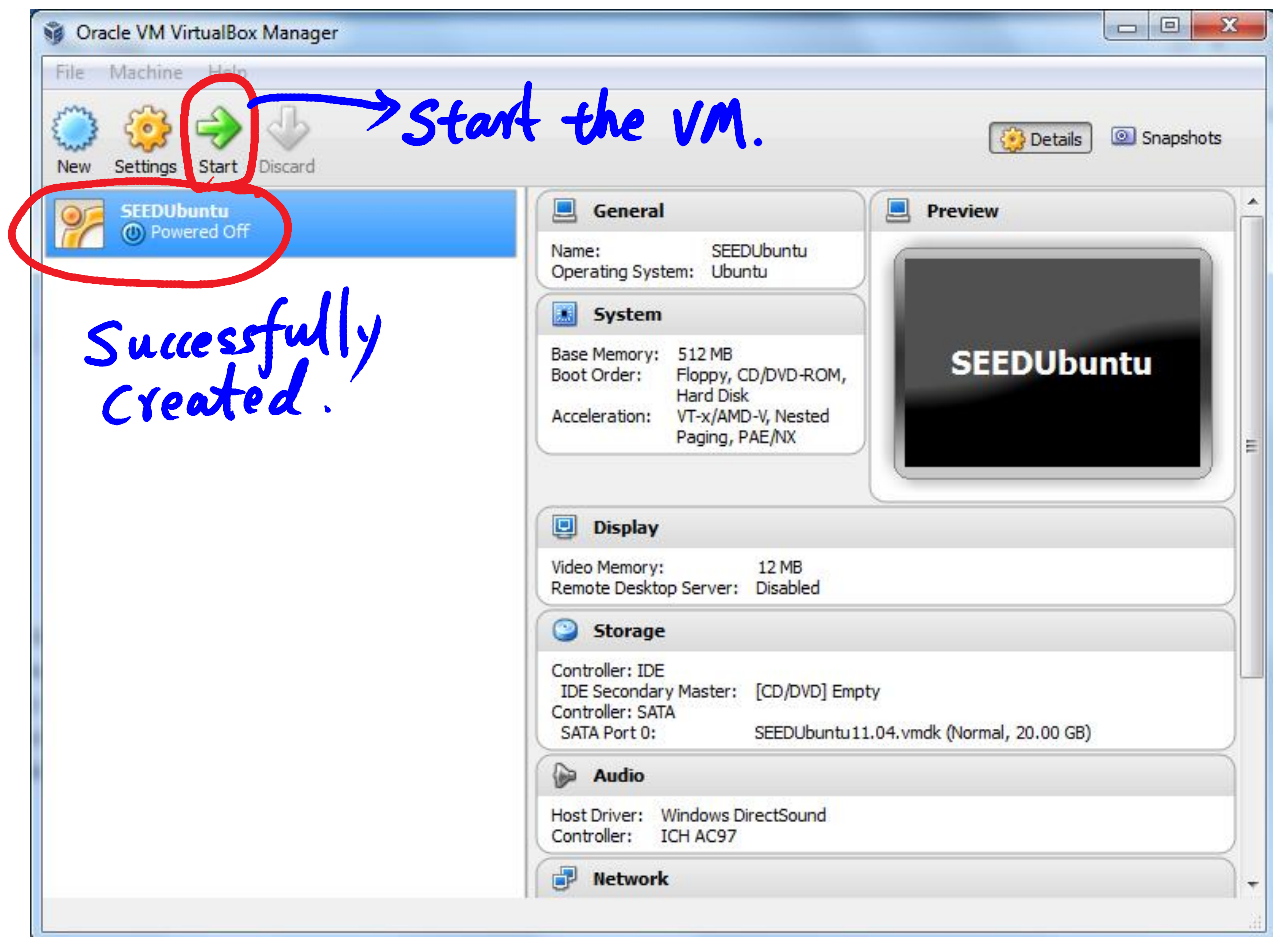 Oracle VM VirtualBox Manager
File Machine Help
Start the VM.
New Settings Start Discard
Details Snapshots
SEEDUbuntu
Powered Off
Successfully
Created.
General
Name: SEEDUbuntu
Operating System: Ubuntu
System
Base Memory: 512 MB
Boot Order: Floppy, CD/DVD-ROM,
Hard Disk
Acceleration: VT-x/AMD-V, Nested
Paging, PAE/NX
Preview
SEEDUbuntu
Display
Video Memory: 12 MB
Remote Desktop Server: Disabled
Storage
Controller: IDE
IDE Secondary Master: [CD/DVD] Empty
Controller: SATA
SATA Port 0: SEEDUbuntu11.04.vmdk (Normal, 20.00 GB)
Audio
Host Driver: Windows DirectSound
Controller: ICH AC97
Network